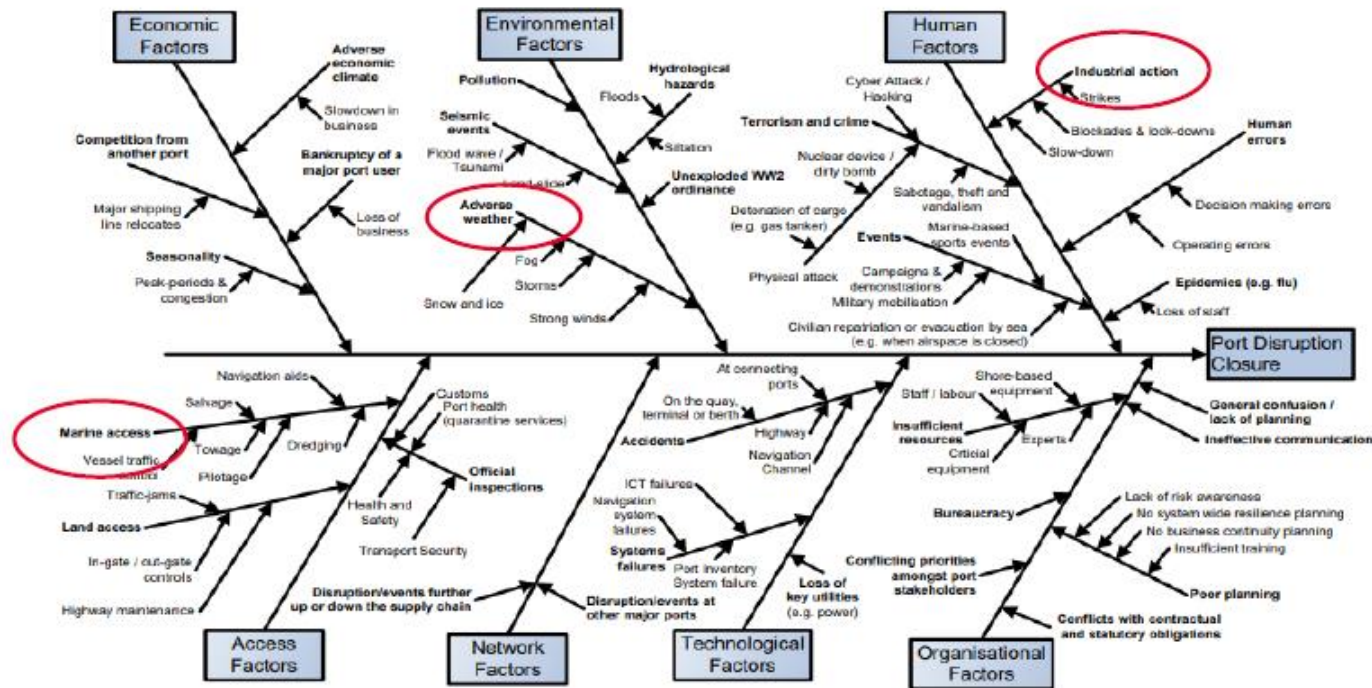 Economic
Factors
Environmental
Factors
Human
Factors
Adverse
economic
climate
Slowdown in
business
Competition from
another port
Bankruptcy of a
major port user
Major shipping
line relocates
Loss of
business
Seasonality
Peak-periods &
congestion
Pollution
Hydrological
hazards
Floods
Seismic
events
Siltation
Flood wave /
Tsunami
Land-slide
Unexploded WW2
ordinance
Adverse
weather
Fog
Storms
Snow and ice
Strong winds
Cyber Attack /
Hacking
Industrial action
Strikes
Terrorism and crime
Blockades & lock-downs
Slow-down
Human
errors
Nuclear device /
dirty bomb
Sabotage, theft and
vandalism
Decision making errors
Detonation of cargo
(e.g. gas tanker)
Events
Marine-based
sports events
Operating errors
Physical attack
Campaigns &
demonstrations
Military mobilisation
Epidemics (e.g. flu)
Loss of staff
Civilian repatriation or evacuation by sea
(e.g. when airspace is closed)
Port Disruption
Closure
Navigation aids
Salvage
Marine access
Vessel traffic
control
Towage
Pilotage
Dredging
Customs
Port health
(quarantine services)
Official
inspections
Health and
Safety
Transport Security
Traffic-jams
Land access
In-gate / out-gate
controls
Highway maintenance
Access
Factors
Disruption/events further
up or down the supply chain
Disruption/events at
other major ports
Network
Factors
At connecting
ports
On the quay,
terminal or berth
Accidents
Highway
Navigation
Channel
ICT failures
Navigation
system
failures
Systems
failures
Port Inventory
System failure
Loss of
key utilities
(e.g. power)
Technological
Factors
Shore-based
equipment
Staff / labour
Insufficient
resources
Experts
Criticial
equipment
General confusion /
lack of planning
Ineffective communication
Bureaucracy
Lack of risk awareness
No system wide resilience planning
No business continuity planning
Insufficient training
Conflicting priorities
amongst port
stakeholders
Poor planning
Conflicts with contractual
and statutory obligations
Organisational
Factors